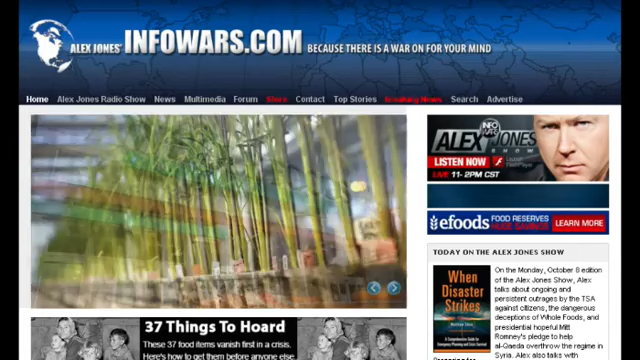 ALEX JONES' INFOWARS.COM BECAUSE THERE IS A WAR ON FOR YOUR MIND
Home Alex Jones Radio Show News Multimedia Forum Store Contact Top Stories Breaking News Search Advertise
INFO
WARS
ALEX JONES
SHOW
LISTEN NOW
LIVE 11-2PM CST
efoods FOOD RESERVES
HUGE SAVINGS
LEARN MORE
TODAY ON THE ALEX JONES SHOW
When
Disaster
Strikes
On the Monday, October 8 edition
of the Alex Jones Show, Alex
talks about ongoing and
persistent outrages by the TSA
against citizens, the dangerous
deceptions of Whole Foods, and
presidential hopeful Mitt
Romney's pledge to help
al-Qaeda overthrow the regime in
Syria. Alex also talks with
37 Things To Hoard
These 37 food items vanish first in a crisis.
Here's how to get them before anyone else.